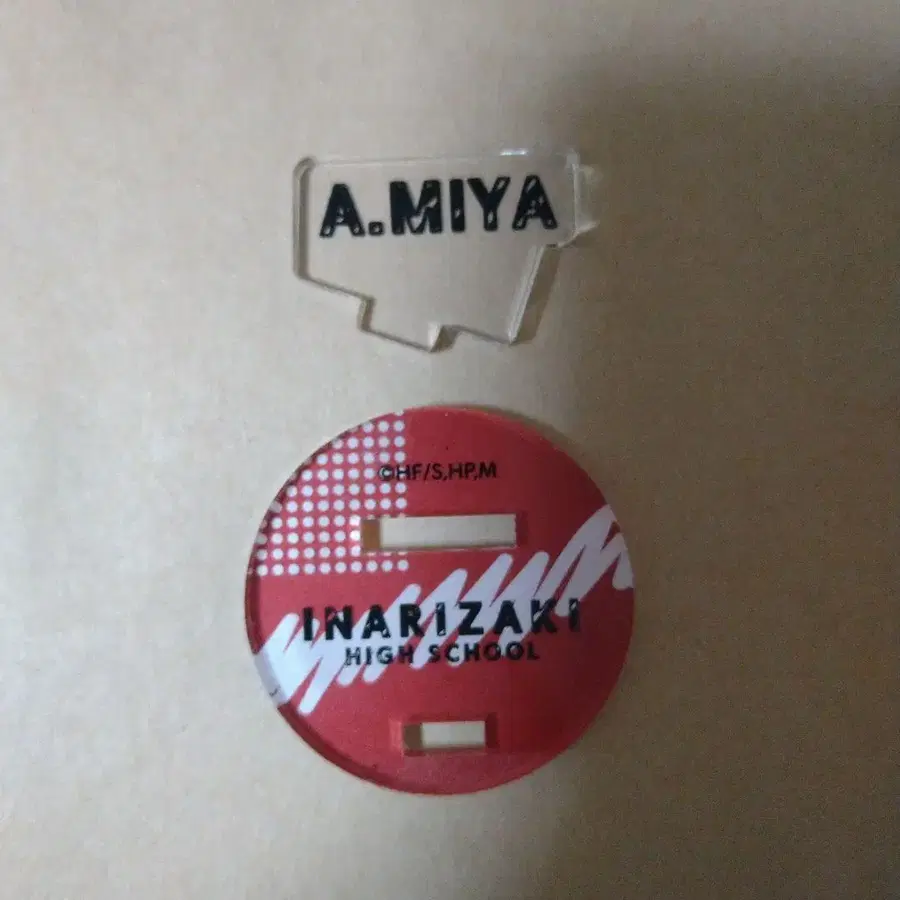 A.MIYA
©HF/S,HP,M
INARIZAKI
HIGH SCHOOL